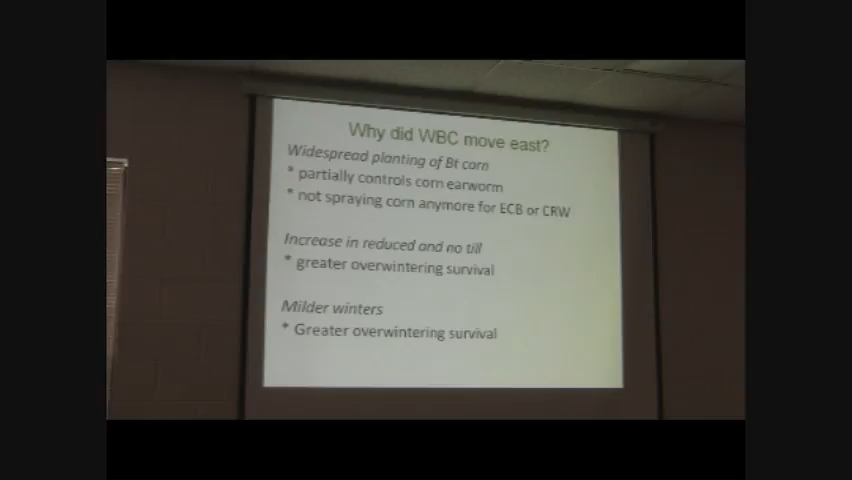 Why did WBC move east?
Widespread planting of Bt corn
* partially controls corn earworm
* not spraying corn anymore for ECB or CRW
Increase in reduced and no till
* greater overwintering survival
Milder winters
* Greater overwintering survival